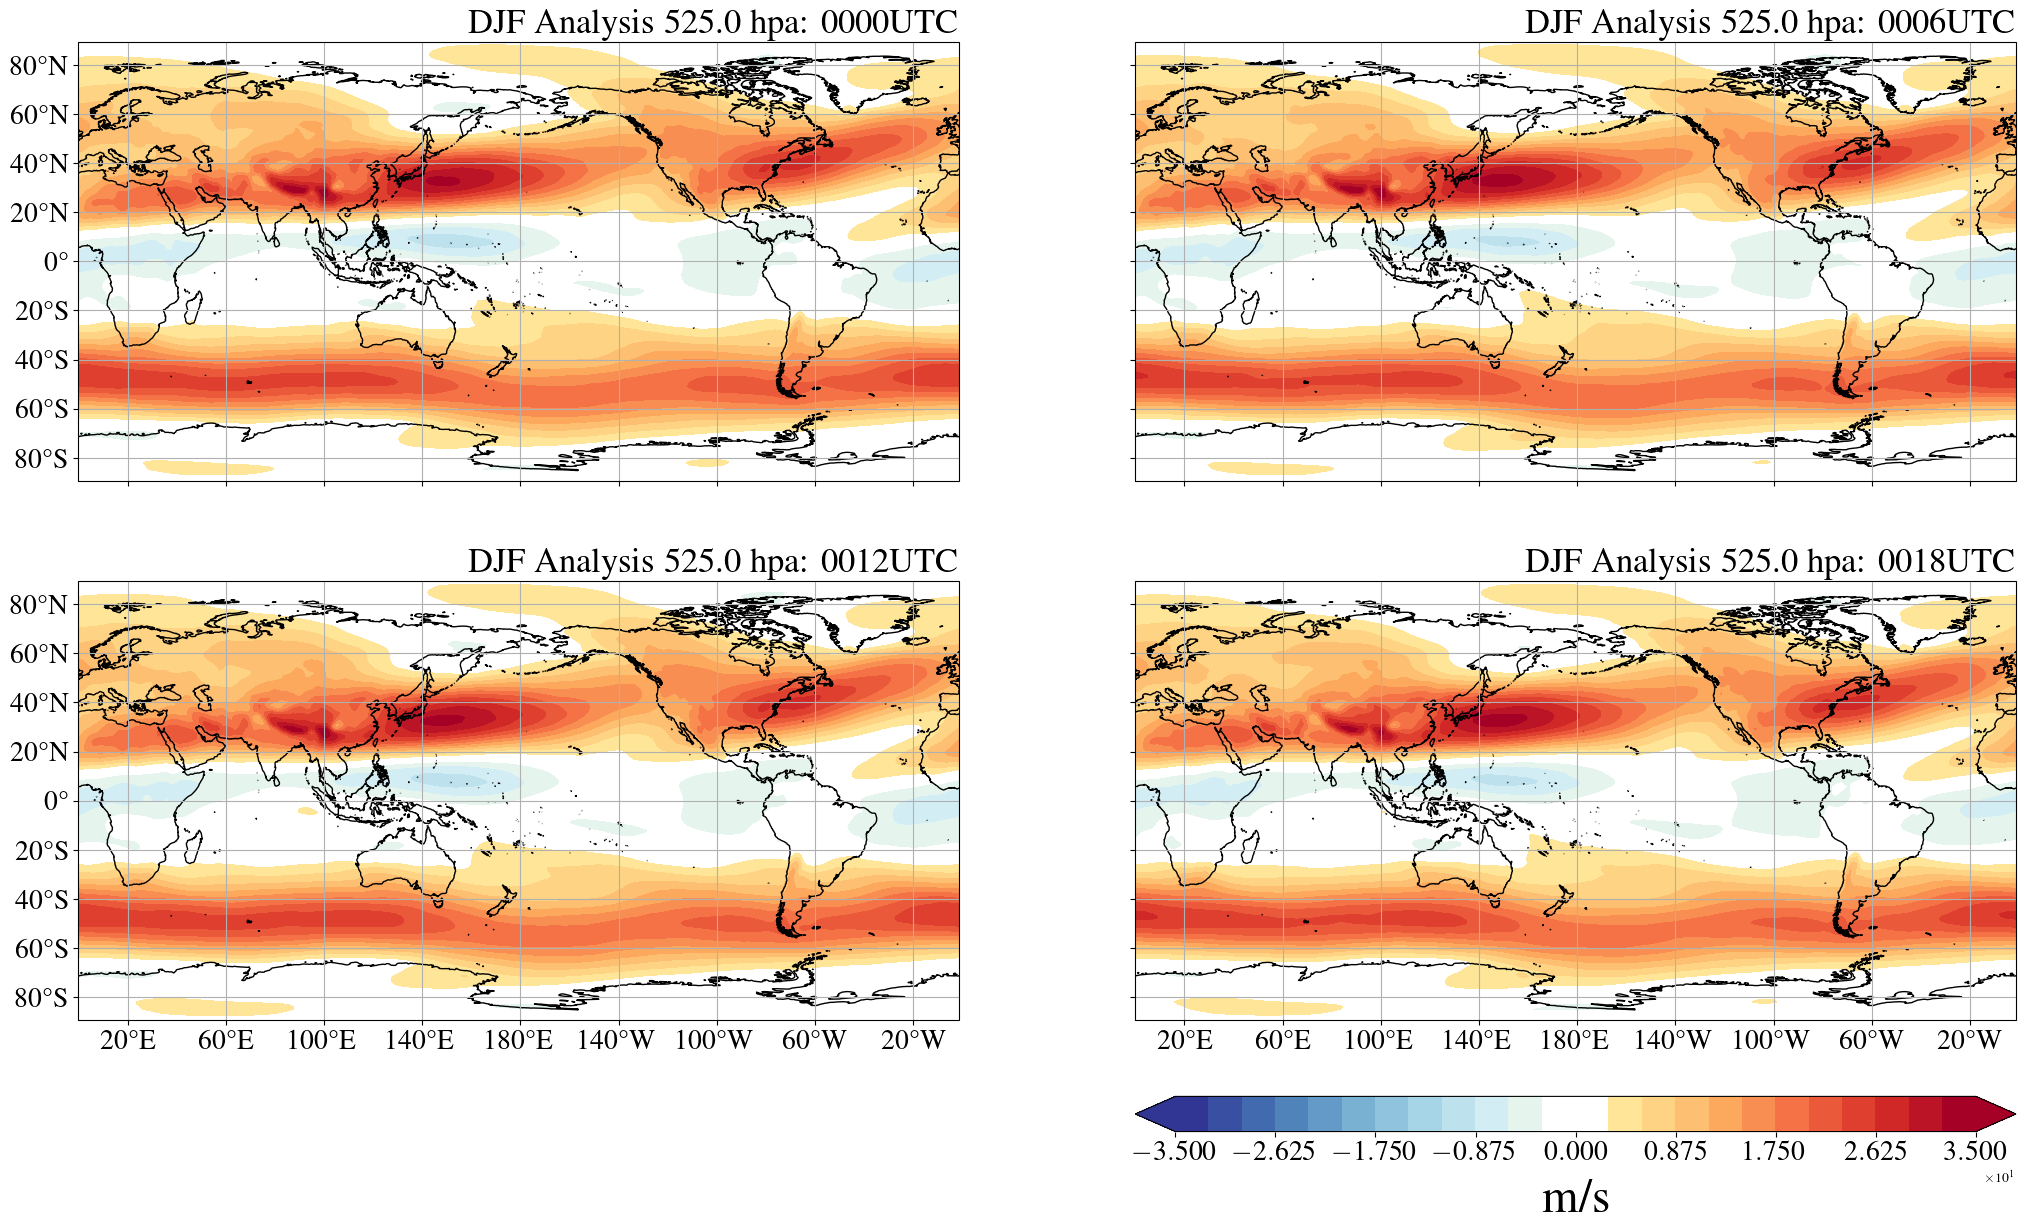 DJF Analysis 525.0 hpa: 0000UTC
DJF Analysis 525.0 hpa: 0006UTC
80°N
60°N
40°N
20°N
0°
20°S
40°S
60°S
80°S
DJF Analysis 525.0 hpa: 0012UTC
DJF Analysis 525.0 hpa: 0018UTC
80°N
60°N
40°N
20°N
0°
20°S
40°S
60°S
80°S
20°E 60°E 100°E 140°E 180°E 140°W 100°W 60°W 20°W
20°E 60°E 100°E 140°E 180°E 140°W 100°W 60°W 20°W
−3.500 −2.625 −1.750 −0.875 0.000 0.875 1.750 2.625 3.500
×10¹
m/s